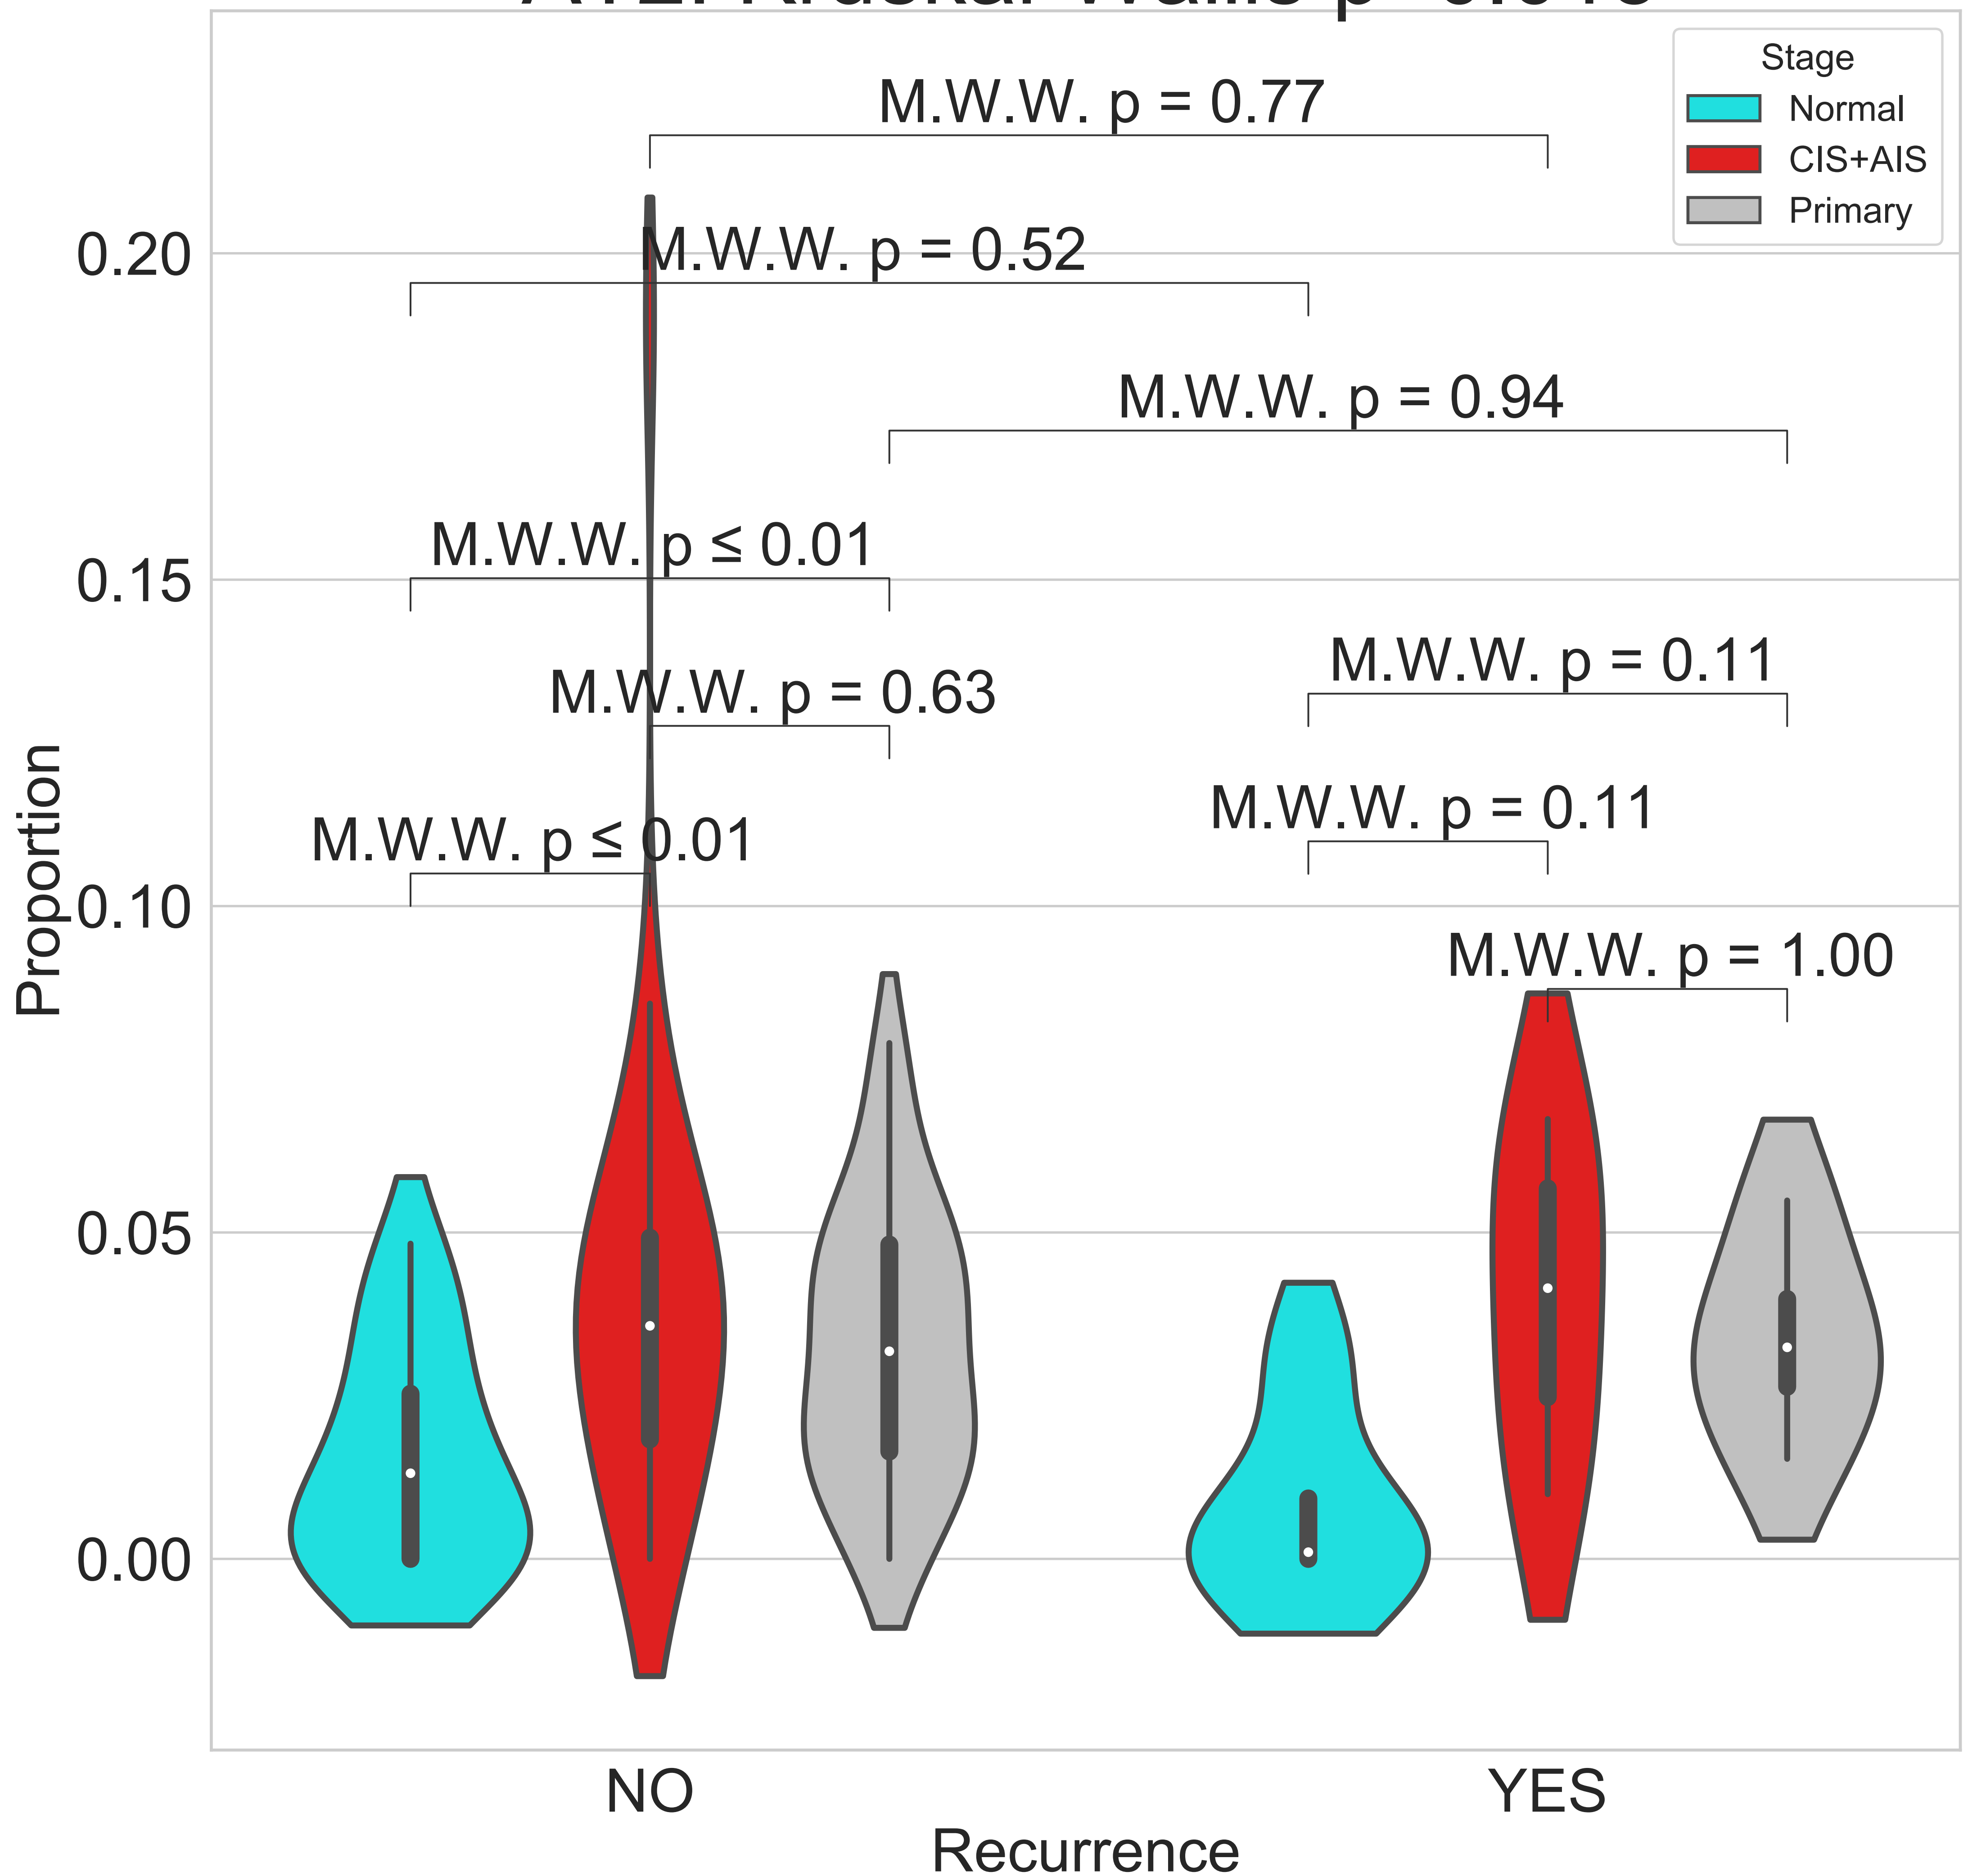 Stage
Normal
CIS+AIS
Primary
M.W.W. p = 0.77
M.W.W. p = 0.52
M.W.W. p = 0.94
M.W.W. p ≤ 0.01
M.W.W. p = 0.63
M.W.W. p = 0.11
M.W.W. p ≤ 0.01
M.W.W. p = 0.11
M.W.W. p = 1.00
Proportion
0.20
0.15
0.10
0.05
0.00
NO
YES
Recurrence